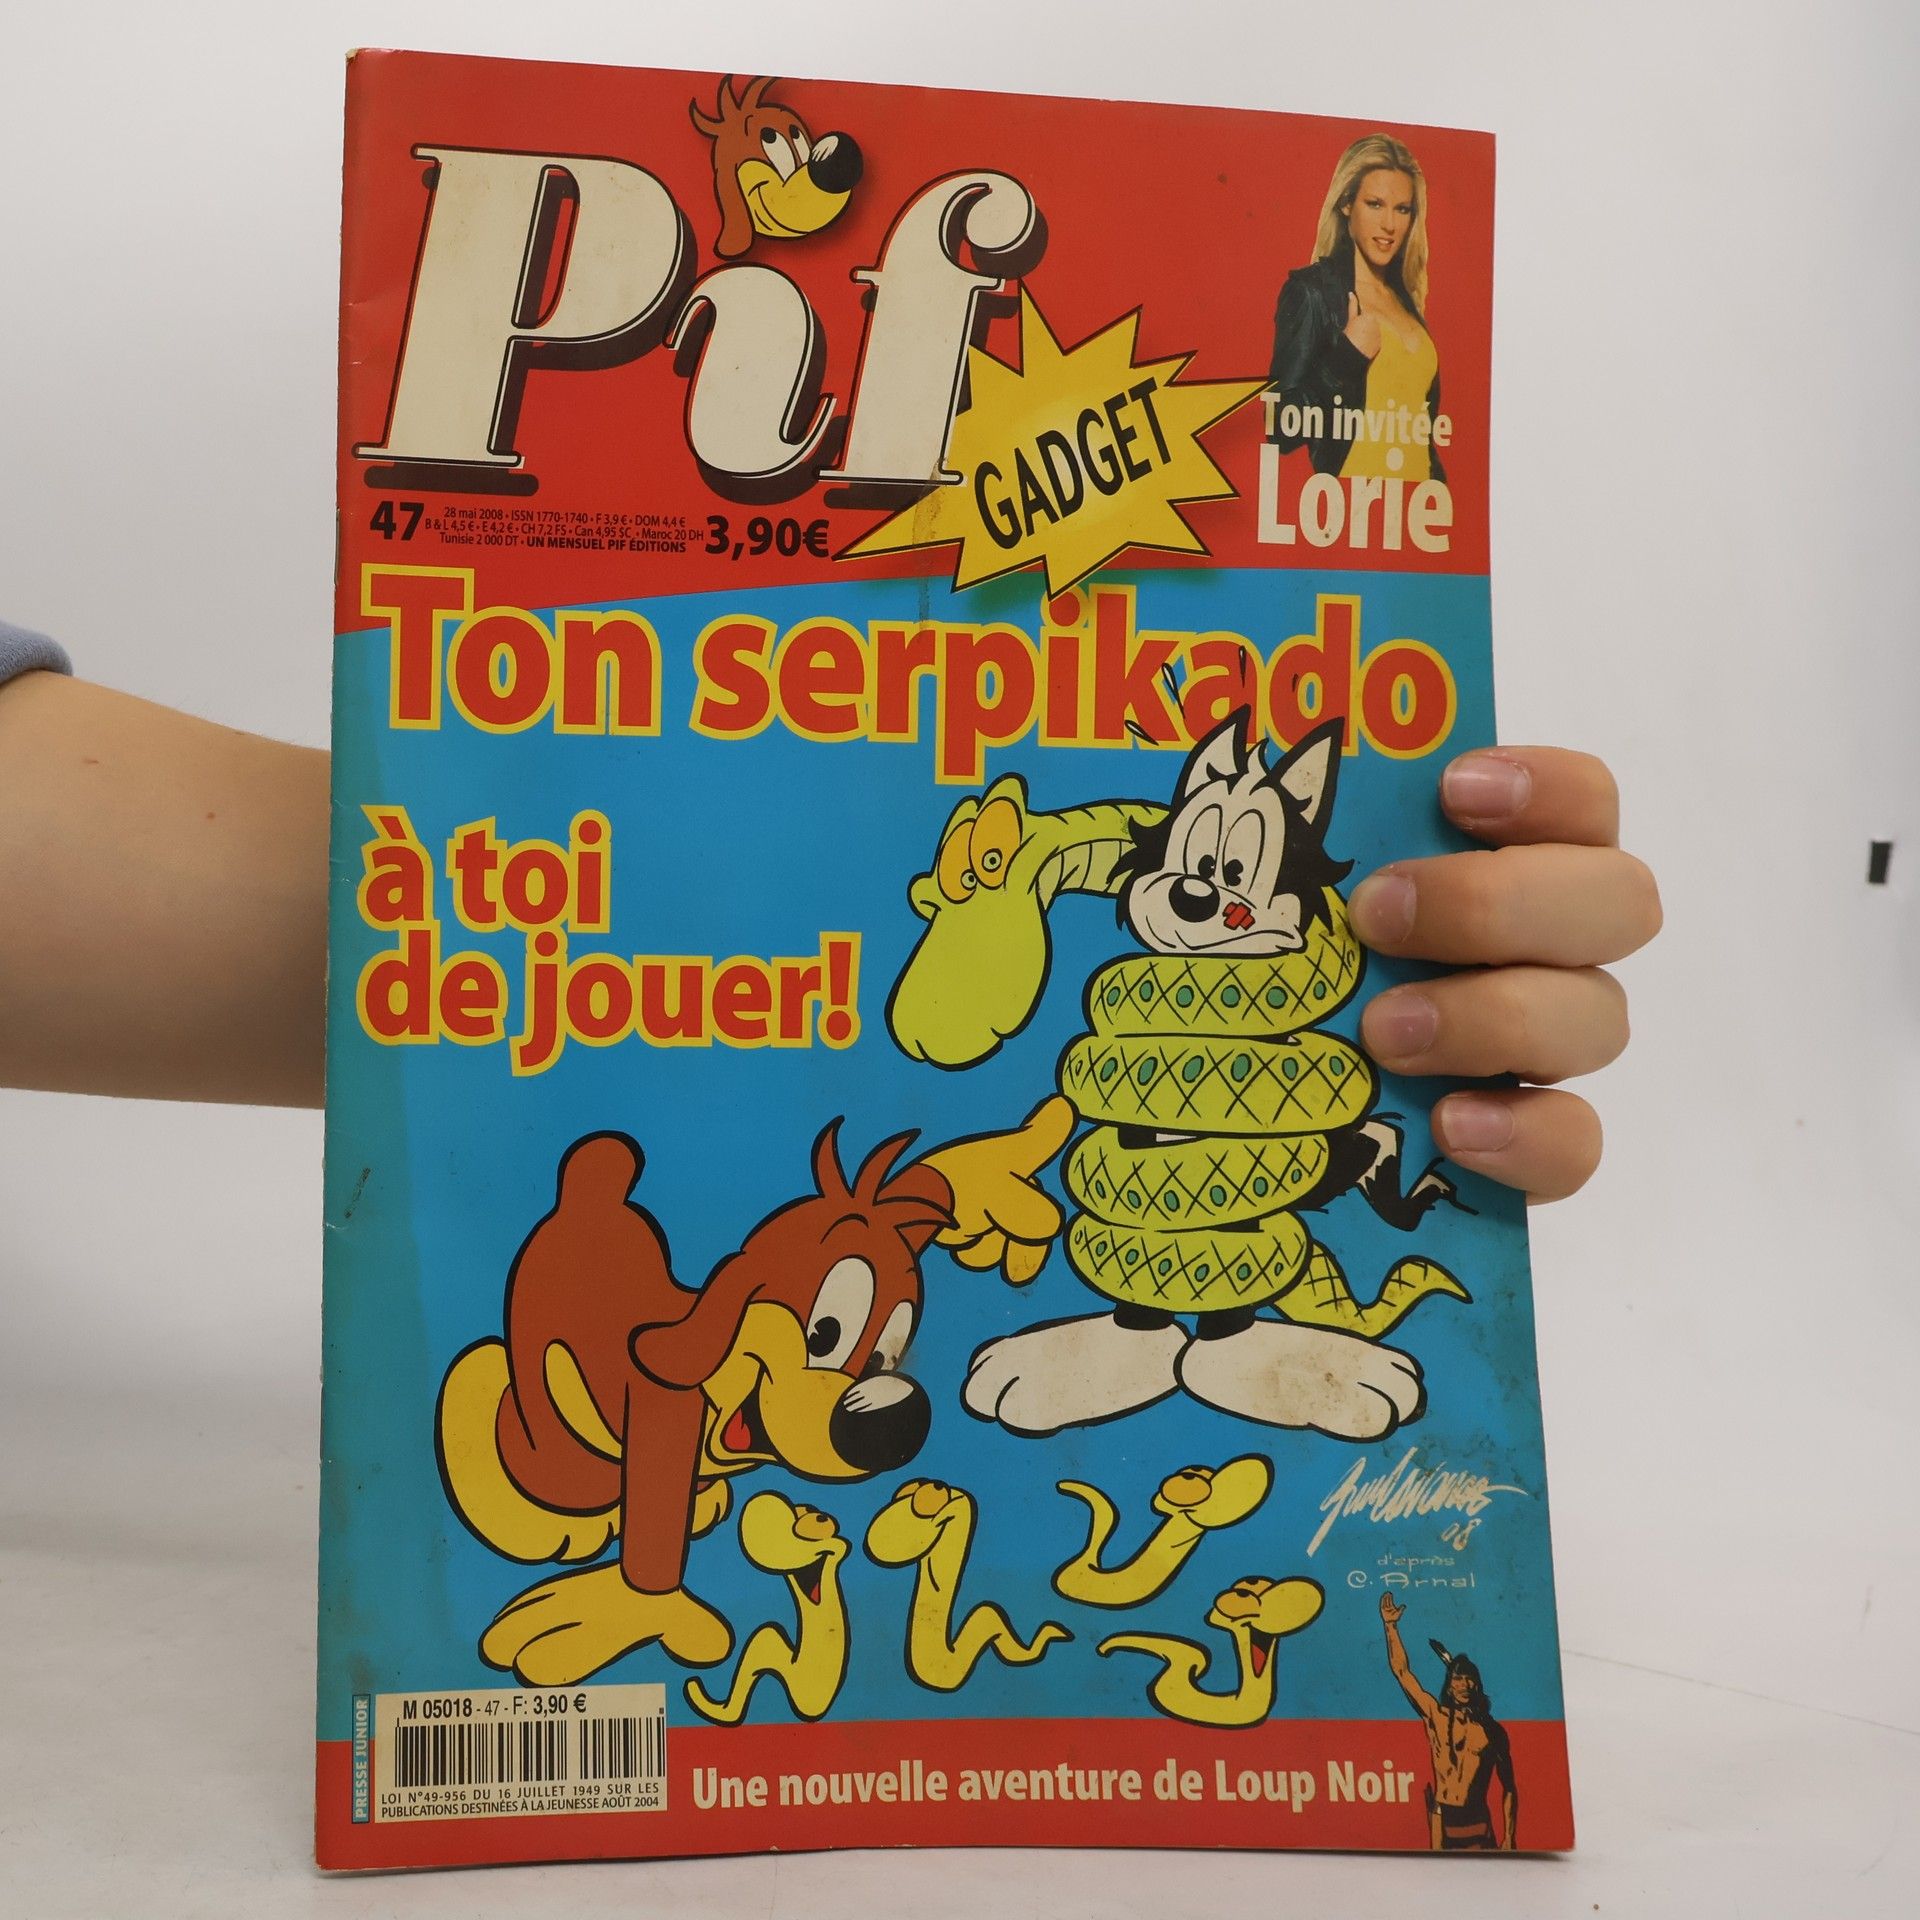 Pif
GADGET
Ton invitée
Lorie
47
28 mai 2008 - ISSN 1770-1740 - F 3,9 € - DOM 4,4 €
B & L 4,5 € - E 4,2 € - CH 7,2 FS - Can 4,95 SC - Maroc 20 DH
Tunisie 2 000 DT - UN MENSUEL PIF ÉDITIONS
3,90€
Ton serpikado
à toi
de jouer!
08
d'après
C. Arnal
PRESSE JUNIOR
M 05018 - 47 - F: 3,90 €
LOI N°49-956 DU 16 JUILLET 1949 SUR LES
PUBLICATIONS DESTINÉES À LA JEUNESSE AOÛT 2004
Une nouvelle aventure de Loup Noir